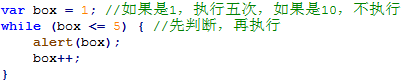 var box = 1; //如果是1，执行五次，如果是10，不执行
while (box <= 5) { //先判断，再执行
    alert(box);
    box++;
}